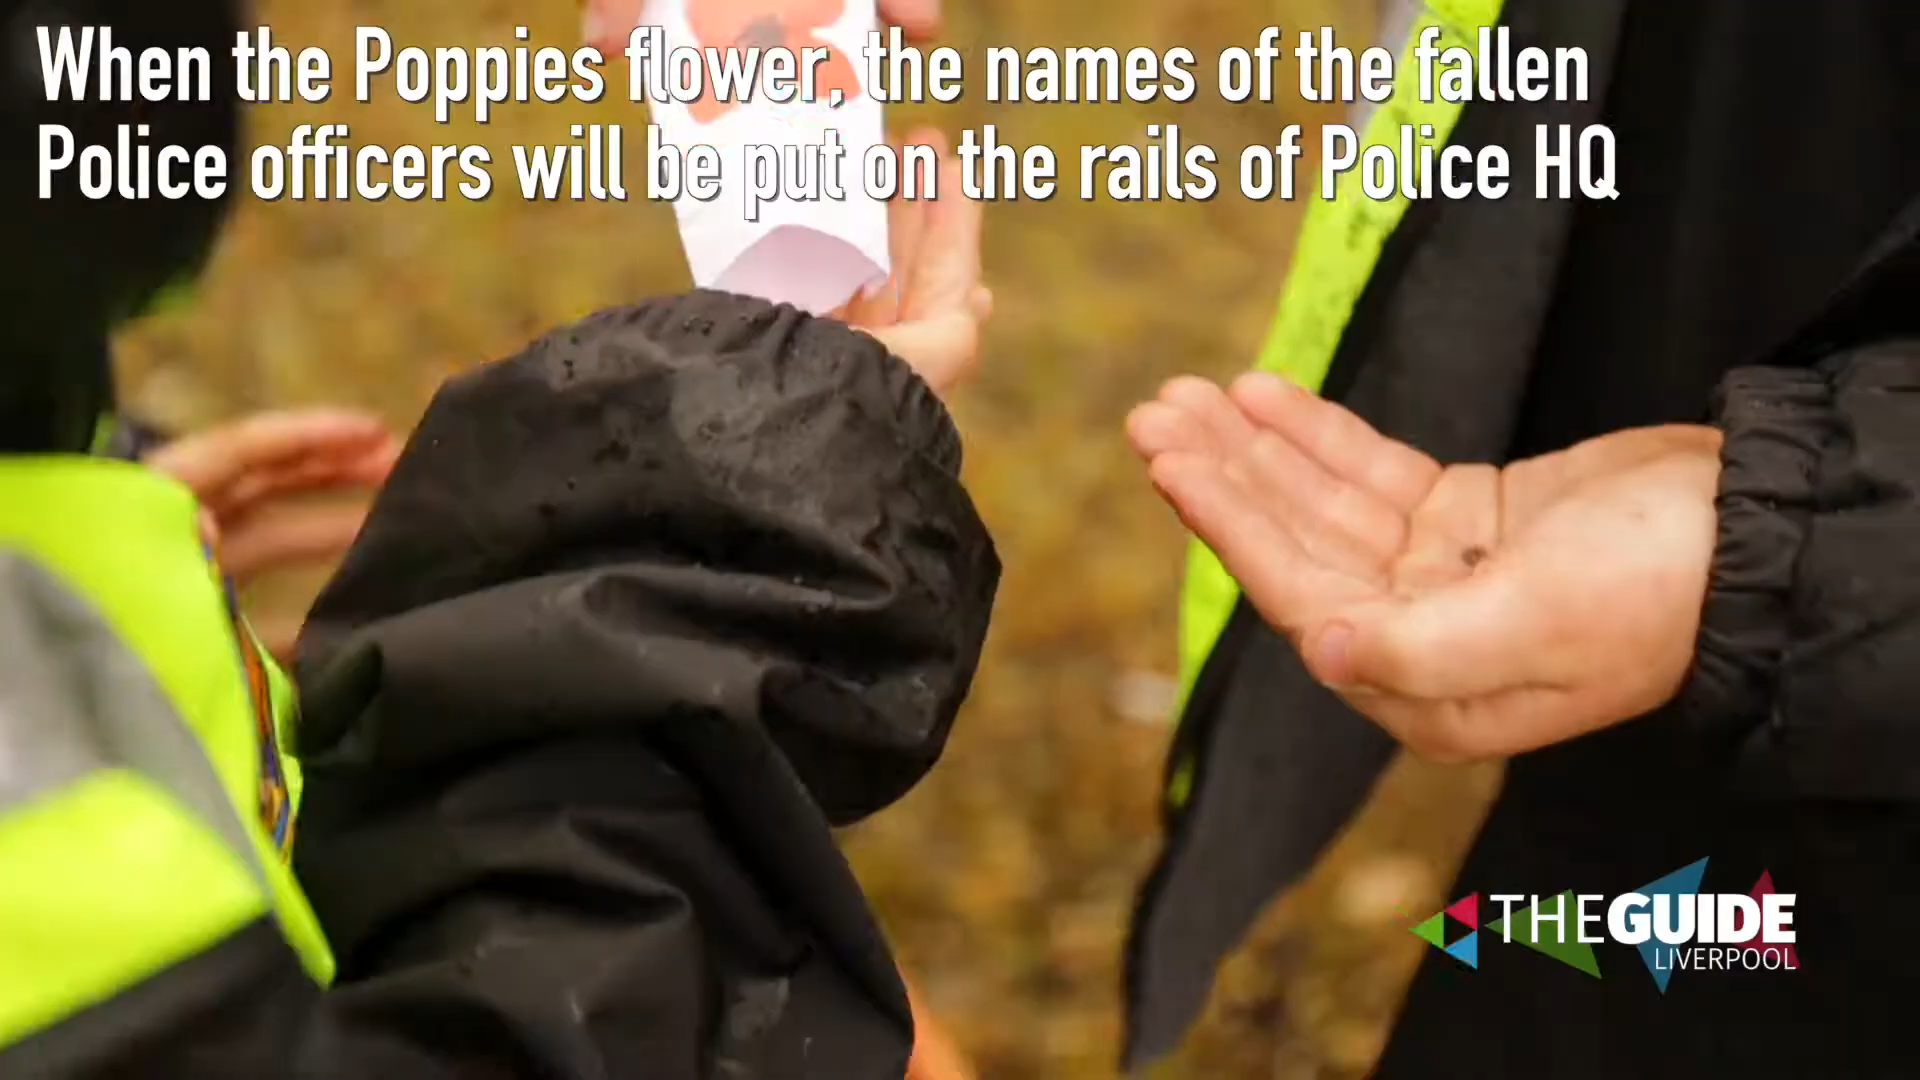 When the Poppies flower, the names of the fallen
Police officers will be put on the rails of Police HQ
THEGUIDE
LIVERPOOL